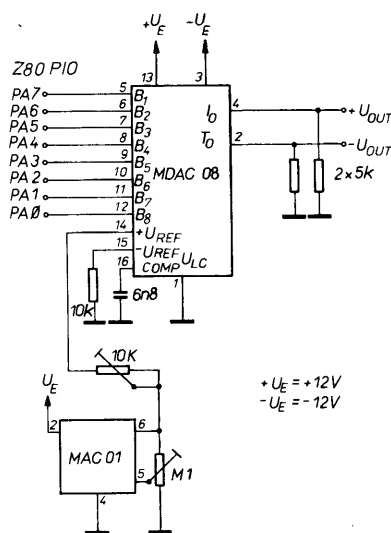 +U_E -U_E
Z80 PIO
13 3
PA7 5 B1
PA6 6 B2
PA5 7 B3
PA4 8 B4
PA3 9 B5
PA2 10 B6
PA1 11 B7
PAØ 12 B8
14 +U_REF
15 -U_REF
16 COMP U_LC
1
MDAC 08
I_O 4 +U_OUT
Ī_O 2 -U_OUT
2×5k
10k
6n8
10K
U_E
2 6
MAC 01
5
4
M1
+U_E = +12V
-U_E = -12V